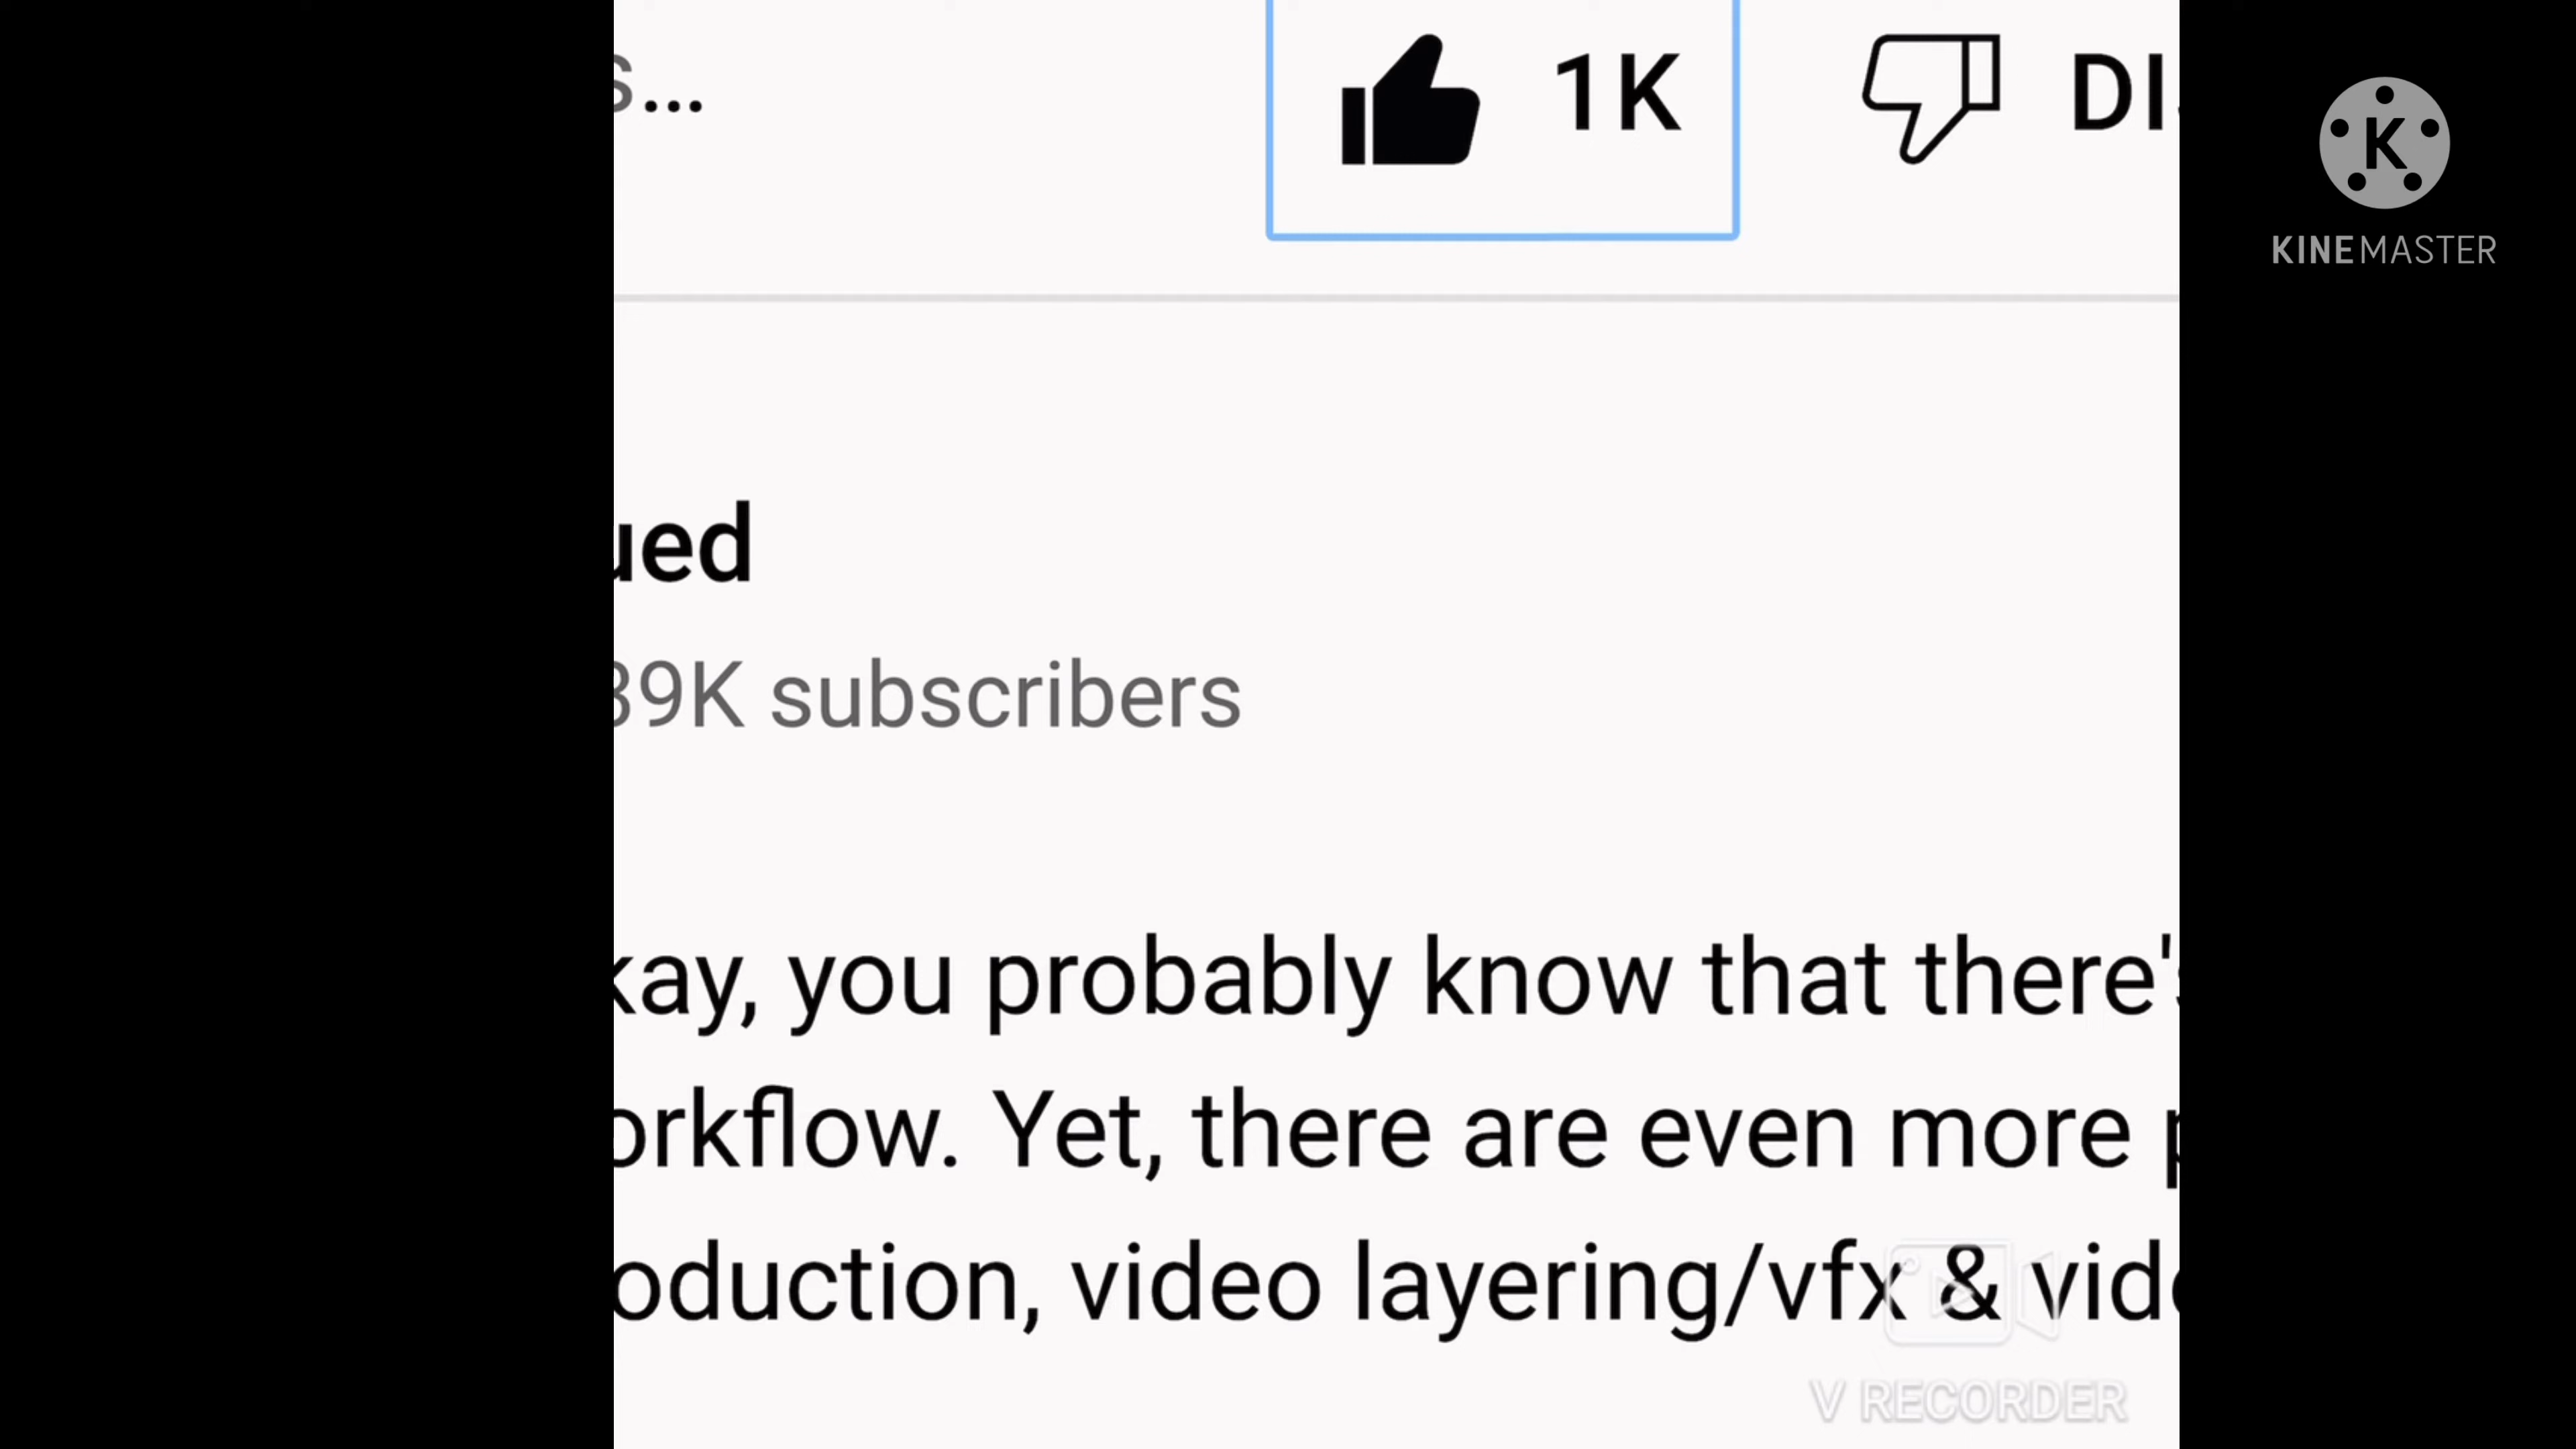 s...
1K
DI
K
KINEMASTER
ued
39K subscribers
kay, you probably know that there's
orkflow. Yet, there are even more p
oduction, video layering/vfx & vide
V RECORDER